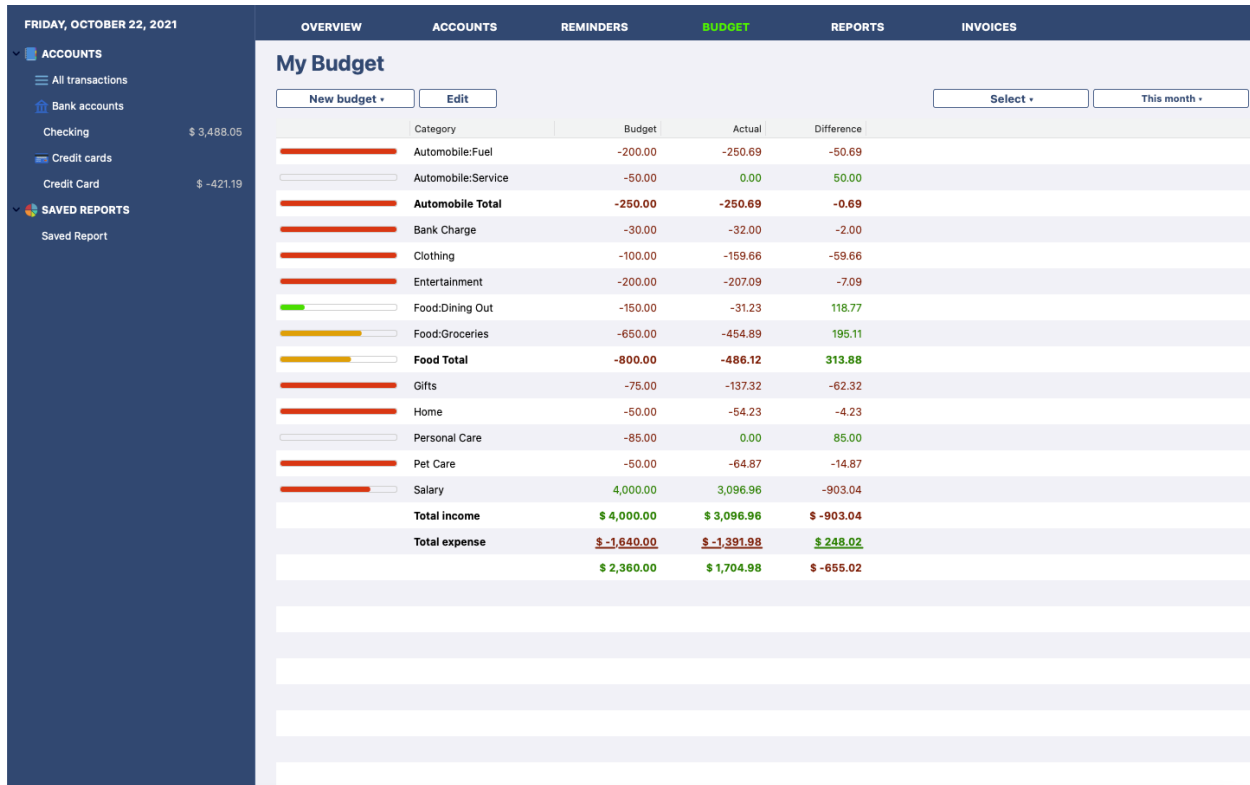 FRIDAY, OCTOBER 22, 2021
ACCOUNTS
All transactions
Bank accounts
Checking $ 3,488.05
Credit cards
Credit Card $ -421.19
SAVED REPORTS
Saved Report
OVERVIEW ACCOUNTS REMINDERS BUDGET REPORTS INVOICES
My Budget
New budget Edit Select This month
Category Budget Actual Difference
Automobile:Fuel -200.00 -250.69 -50.69
Automobile:Service -50.00 0.00 50.00
Automobile Total -250.00 -250.69 -0.69
Bank Charge -30.00 -32.00 -2.00
Clothing -100.00 -159.66 -59.66
Entertainment -200.00 -207.09 -7.09
Food:Dining Out -150.00 -31.23 118.77
Food:Groceries -650.00 -454.89 195.11
Food Total -800.00 -486.12 313.88
Gifts -75.00 -137.32 -62.32
Home -50.00 -54.23 -4.23
Personal Care -85.00 0.00 85.00
Pet Care -50.00 -64.87 -14.87
Salary 4,000.00 3,096.96 -903.04
Total income $ 4,000.00 $ 3,096.96 $ -903.04
Total expense $ -1,640.00 $ -1,391.98 $ 248.02
$ 2,360.00 $ 1,704.98 $ -655.02